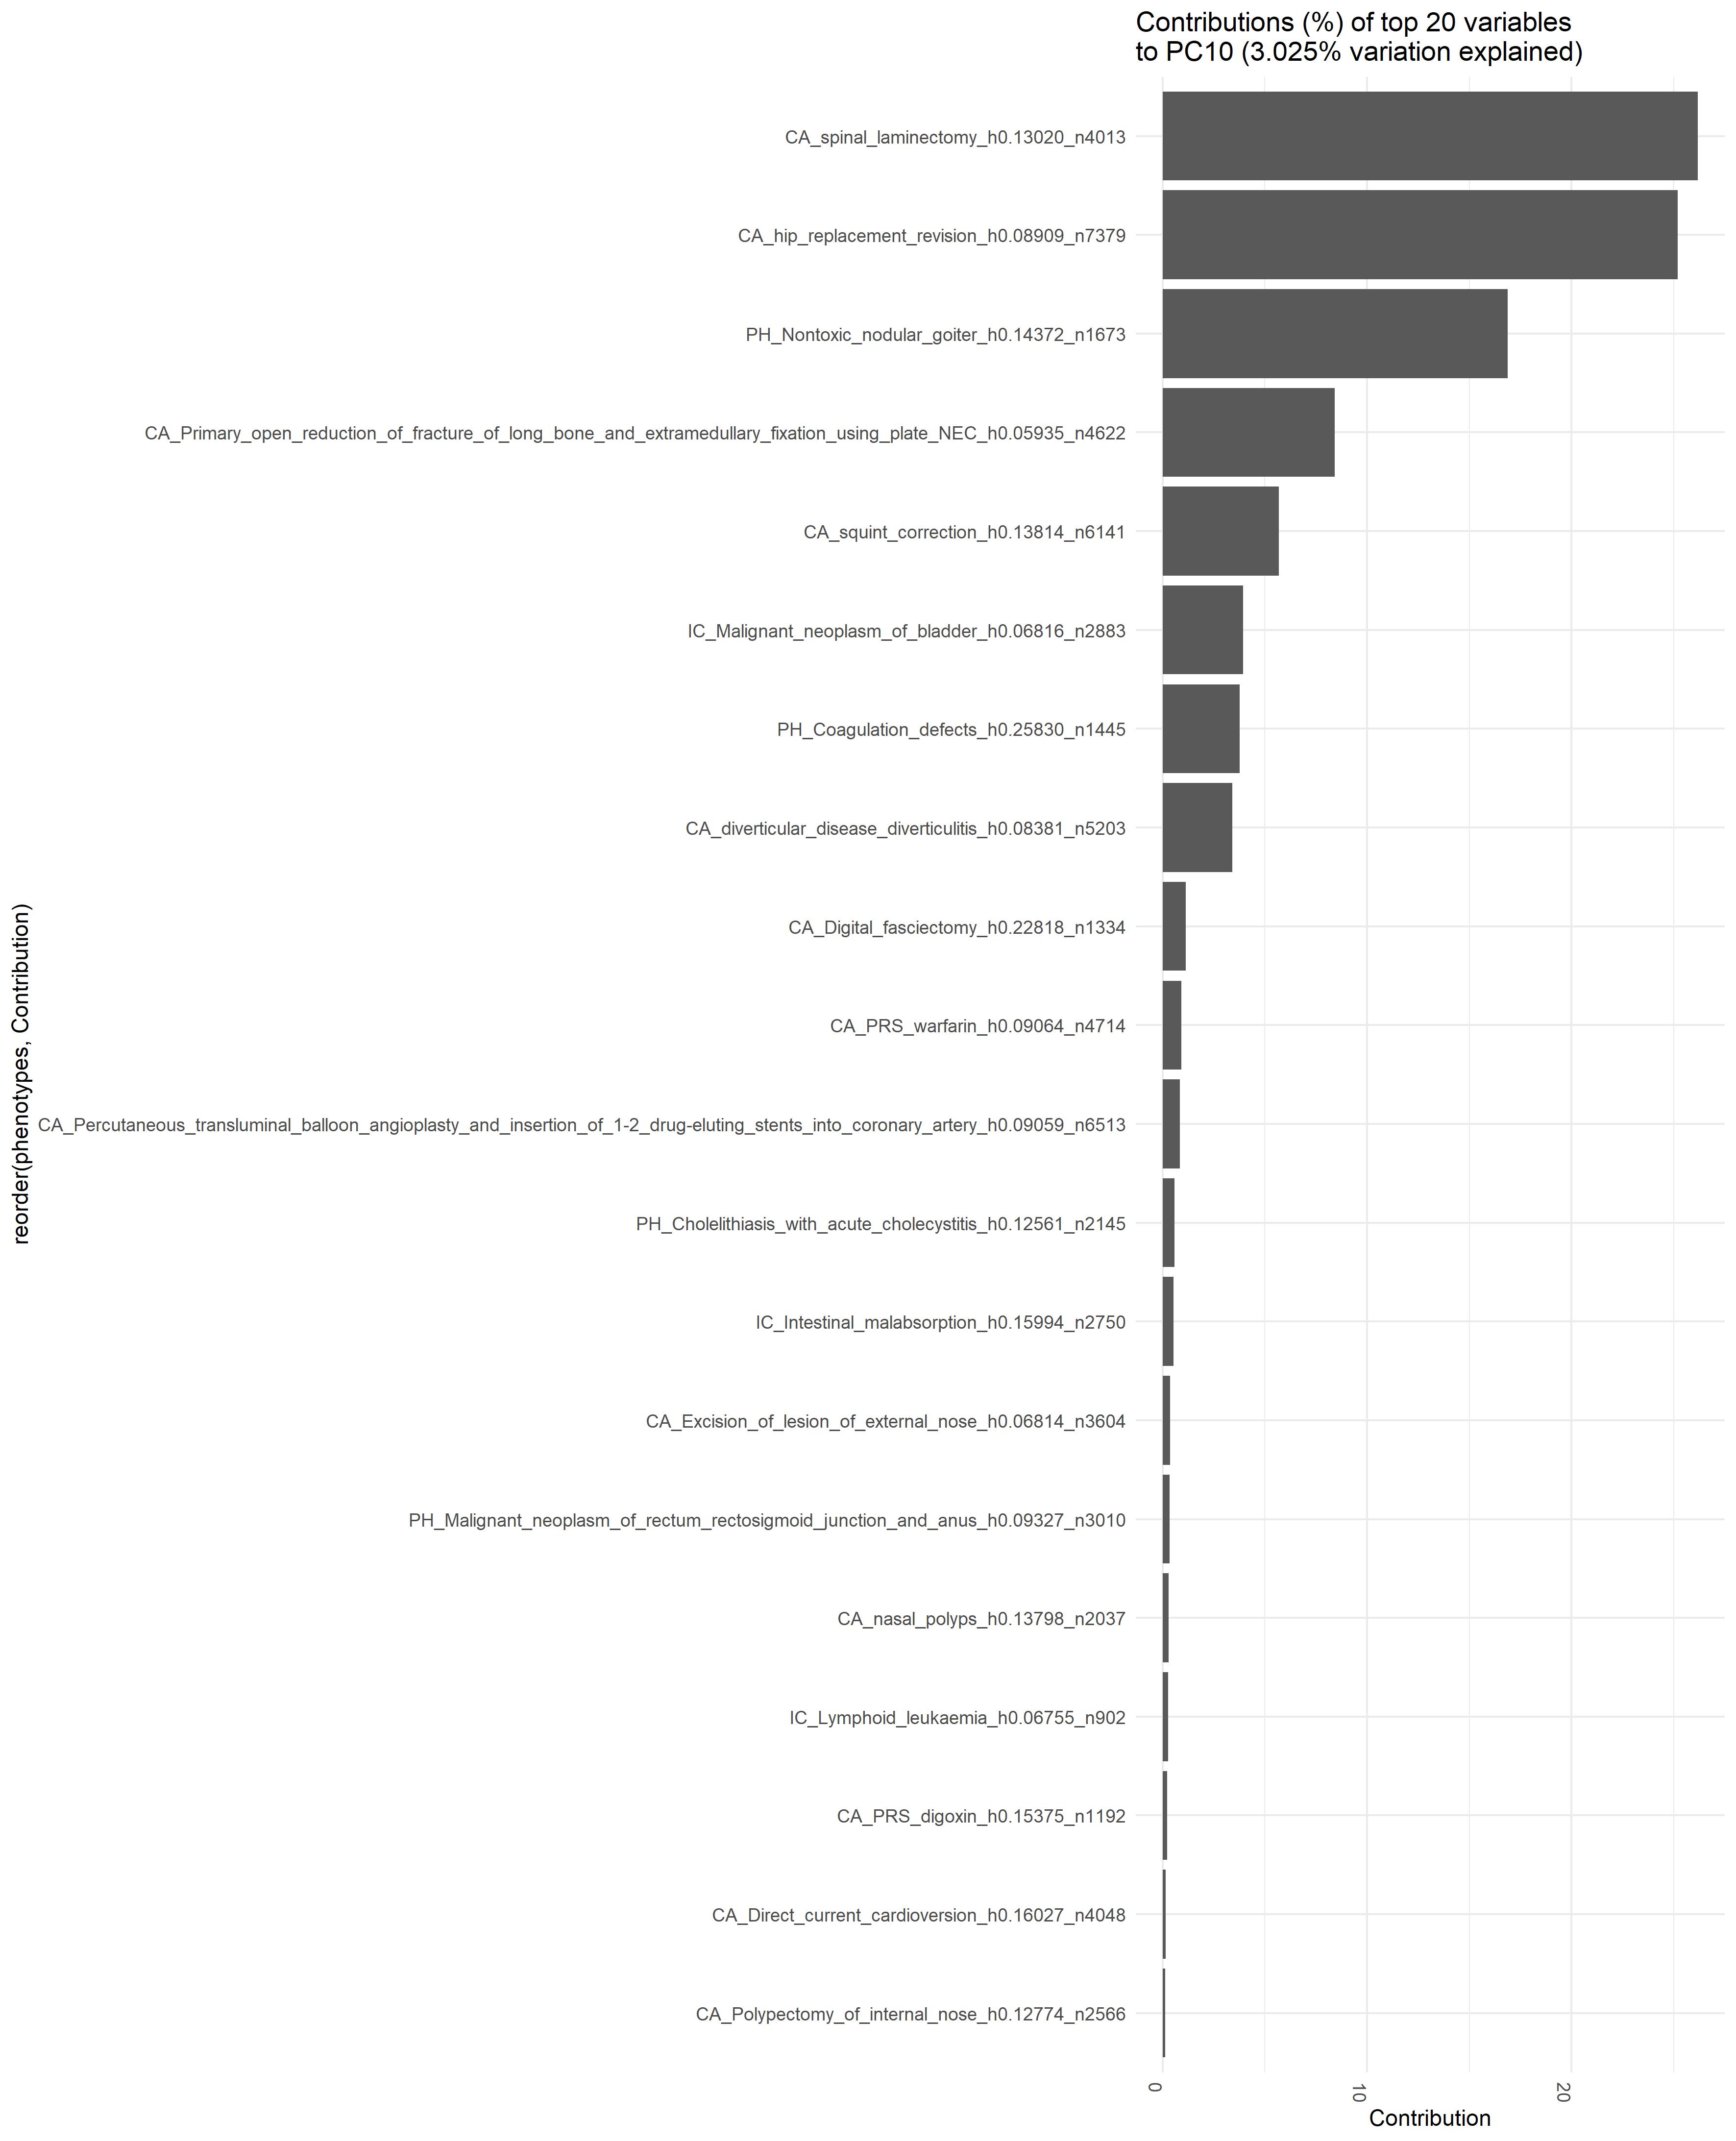 Contributions (%) of top 20 variables
to PC10 (3.025% variation explained)
CA_spinal_laminectomy_h0.13020_n4013
CA_hip_replacement_revision_h0.08909_n7379
PH_Nontoxic_nodular_goiter_h0.14372_n1673
CA_Primary_open_reduction_of_fracture_of_long_bone_and_extramedullary_fixation_using_plate_NEC_h0.05935_n4622
CA_squint_correction_h0.13814_n6141
IC_Malignant_neoplasm_of_bladder_h0.06816_n2883
PH_Coagulation_defects_h0.25830_n1445
CA_diverticular_disease_diverticulitis_h0.08381_n5203
CA_Digital_fasciectomy_h0.22818_n1334
CA_PRS_warfarin_h0.09064_n4714
CA_Percutaneous_transluminal_balloon_angioplasty_and_insertion_of_1-2_drug-eluting_stents_into_coronary_artery_h0.09059_n6513
PH_Cholelithiasis_with_acute_cholecystitis_h0.12561_n2145
IC_Intestinal_malabsorption_h0.15994_n2750
CA_Excision_of_lesion_of_external_nose_h0.06814_n3604
PH_Malignant_neoplasm_of_rectum_rectosigmoid_junction_and_anus_h0.09327_n3010
CA_nasal_polyps_h0.13798_n2037
IC_Lymphoid_leukaemia_h0.06755_n902
CA_PRS_digoxin_h0.15375_n1192
CA_Direct_current_cardioversion_h0.16027_n4048
CA_Polypectomy_of_internal_nose_h0.12774_n2566
reorder(phenotypes, Contribution)
0
10
20
Contribution